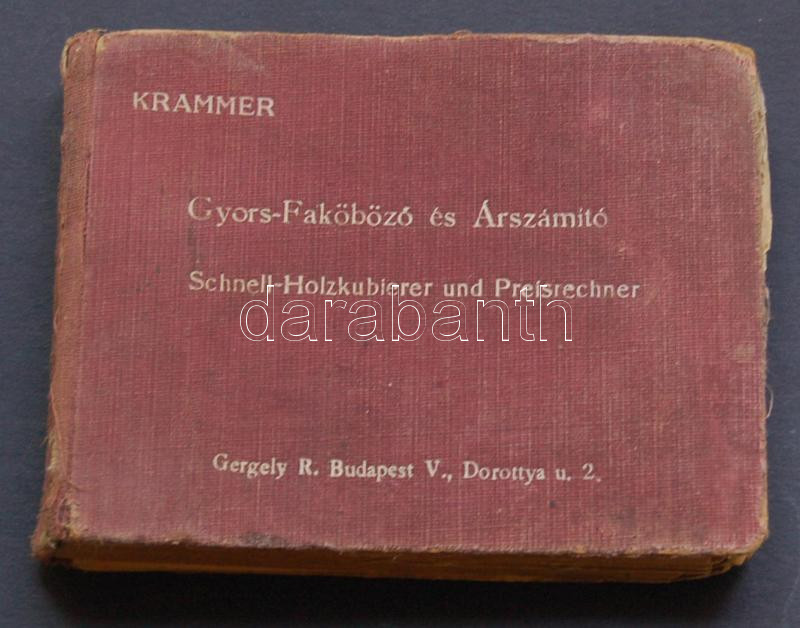 KRAMMER
Gyors-Faköböző és Árszámító
Schnell-Holzkubierer und Preisrechner
darabanth
Gergely R. Budapest V., Dorottya u. 2.